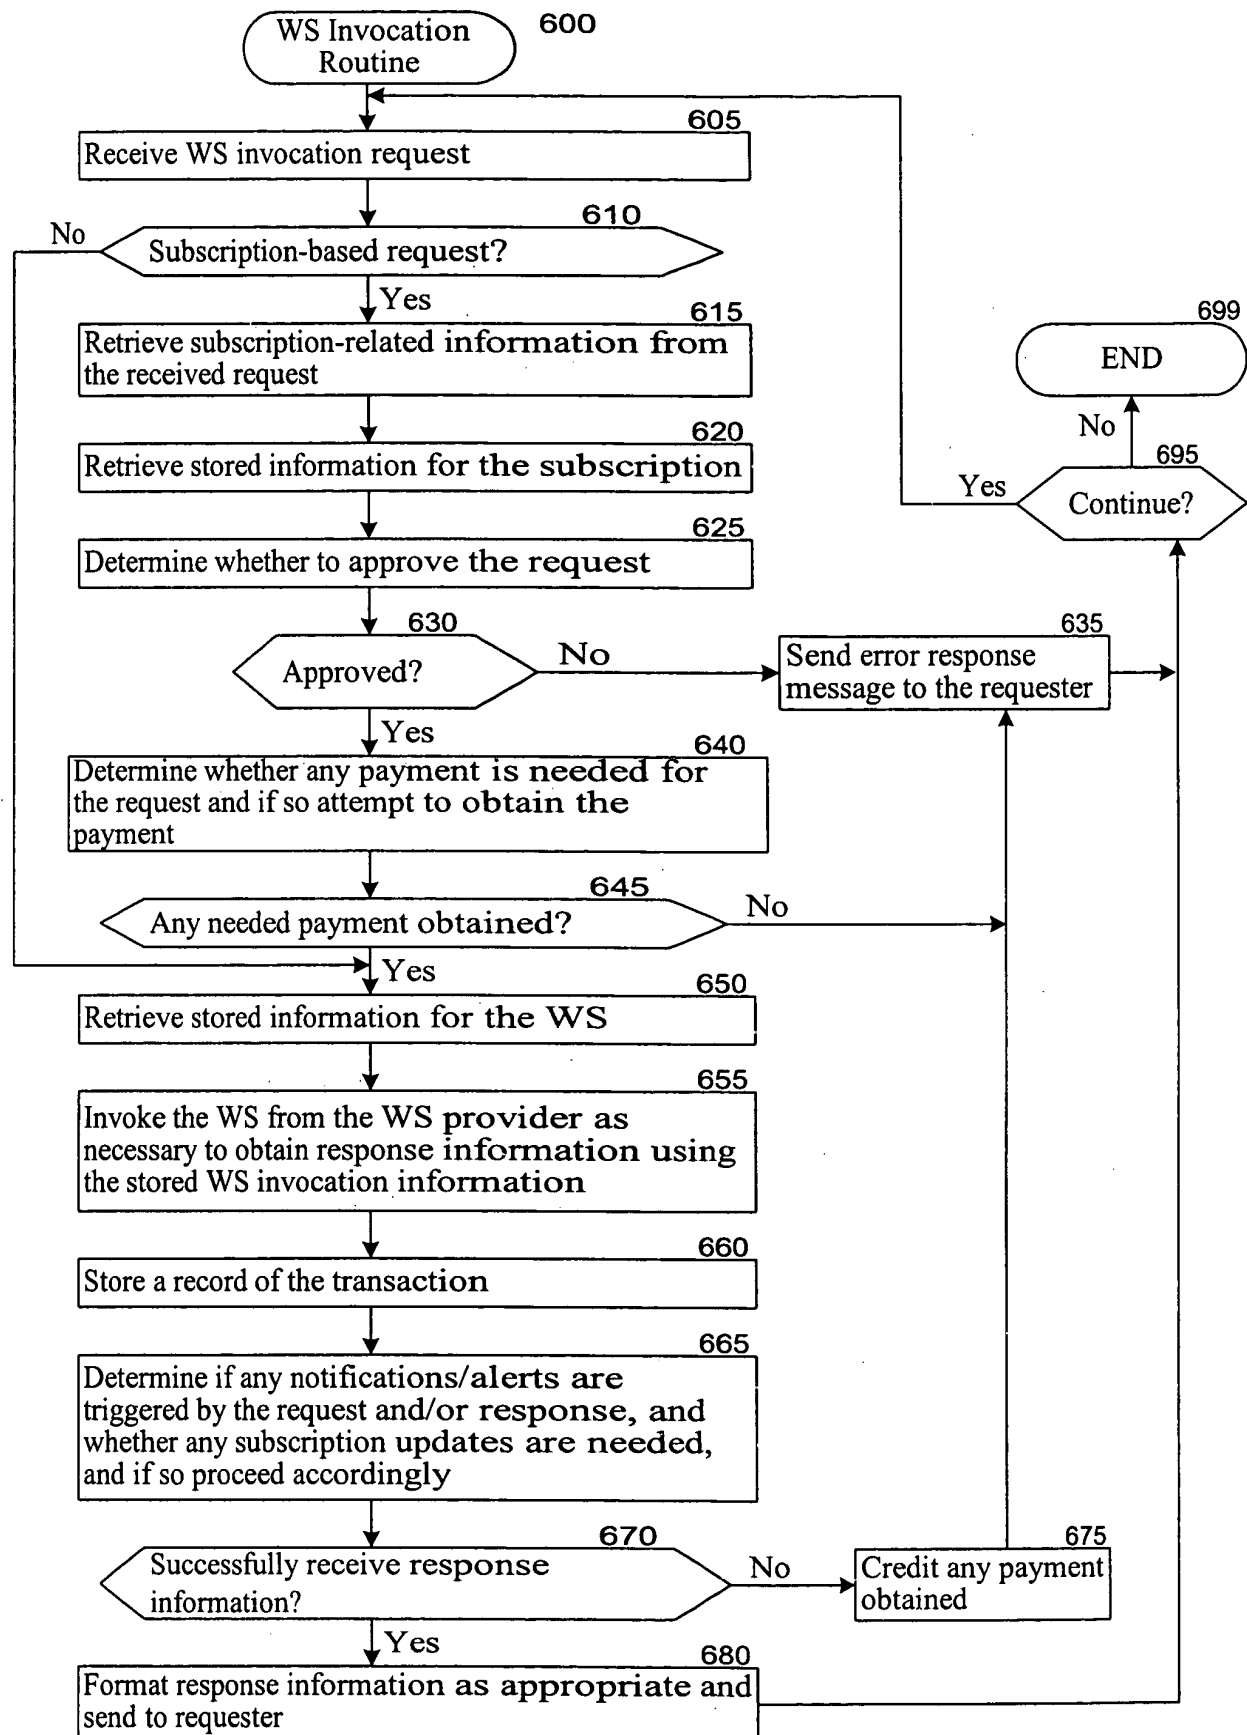 WS Invocation
Routine
600
605
Receive WS invocation request
610
No
Subscription-based request?
Yes
615
Retrieve subscription-related information from
the received request
620
Retrieve stored information for the subscription
625
Determine whether to approve the request
630
Approved?
No
635
Send error response
message to the requester
Yes
640
Determine whether any payment is needed for
the request and if so attempt to obtain the
payment
645
Any needed payment obtained?
No
Yes
650
Retrieve stored information for the WS
655
Invoke the WS from the WS provider as
necessary to obtain response information using
the stored WS invocation information
660
Store a record of the transaction
665
Determine if any notifications/alerts are
triggered by the request and/or response, and
whether any subscription updates are needed,
and if so proceed accordingly
670
Successfully receive response
information?
No
675
Credit any payment
obtained
Yes
680
Format response information as appropriate and
send to requester
699
END
No
695
Yes
Continue?